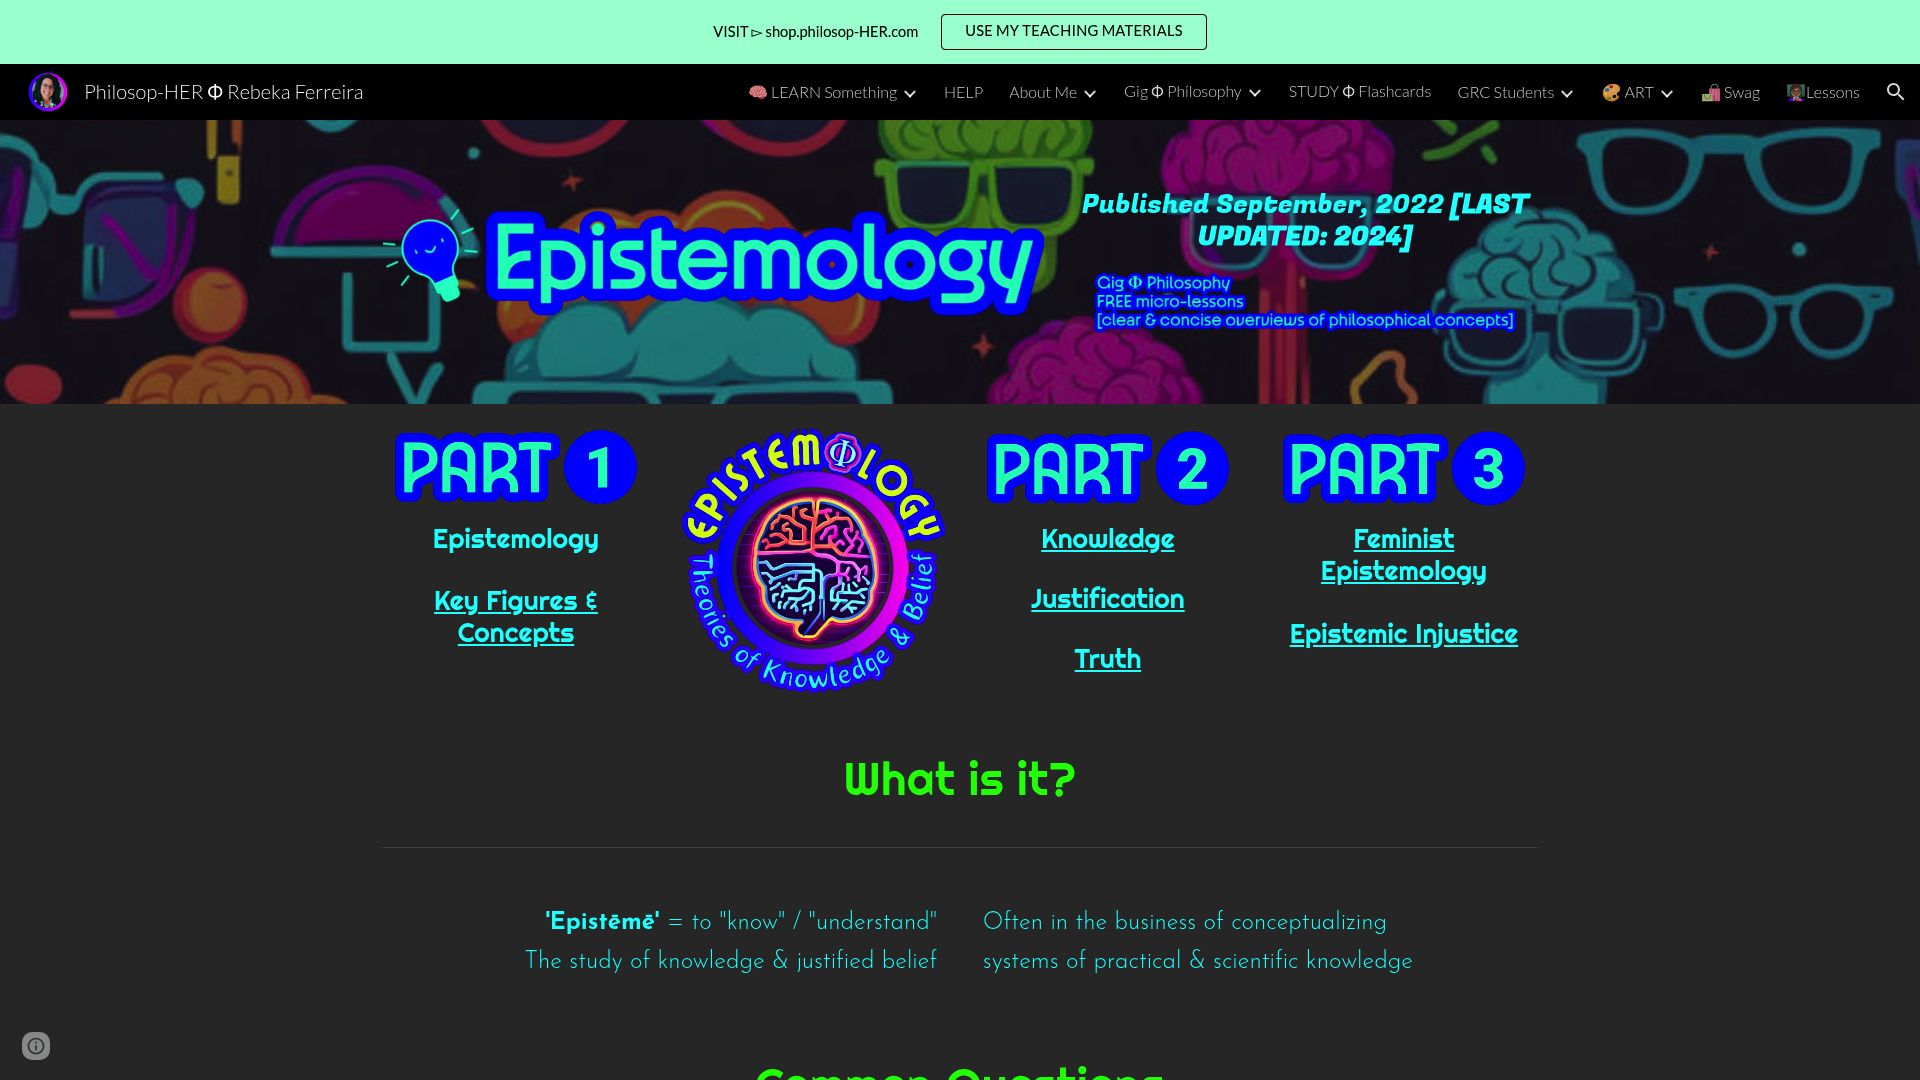 VISIT ▻ shop.philosop-HER.com
USE MY TEACHING MATERIALS
Philosop-HER Φ Rebeka Ferreira
🧠 LEARN Something
HELP
About Me
Gig Φ Philosophy
STUDY Φ Flashcards
GRC Students
🎨 ART
🛍️ Swag
👩🏽‍🏫Lessons
Epistemology
Published September, 2022 [LAST
UPDATED: 2024]
Gig Φ Philosophy
FREE micro-lessons
[clear & concise overviews of philosophical concepts]
PART 1
Epistemology
Key Figures &
Concepts
EPISTEMΦLOGY
Theories of Knowledge & Belief
PART 2
Knowledge
Justification
Truth
PART 3
Feminist
Epistemology
Epistemic Injustice
What is it?
'Epistēmē' = to "know" / "understand"
The study of knowledge & justified belief
Often in the business of conceptualizing
systems of practical & scientific knowledge
Common Questions